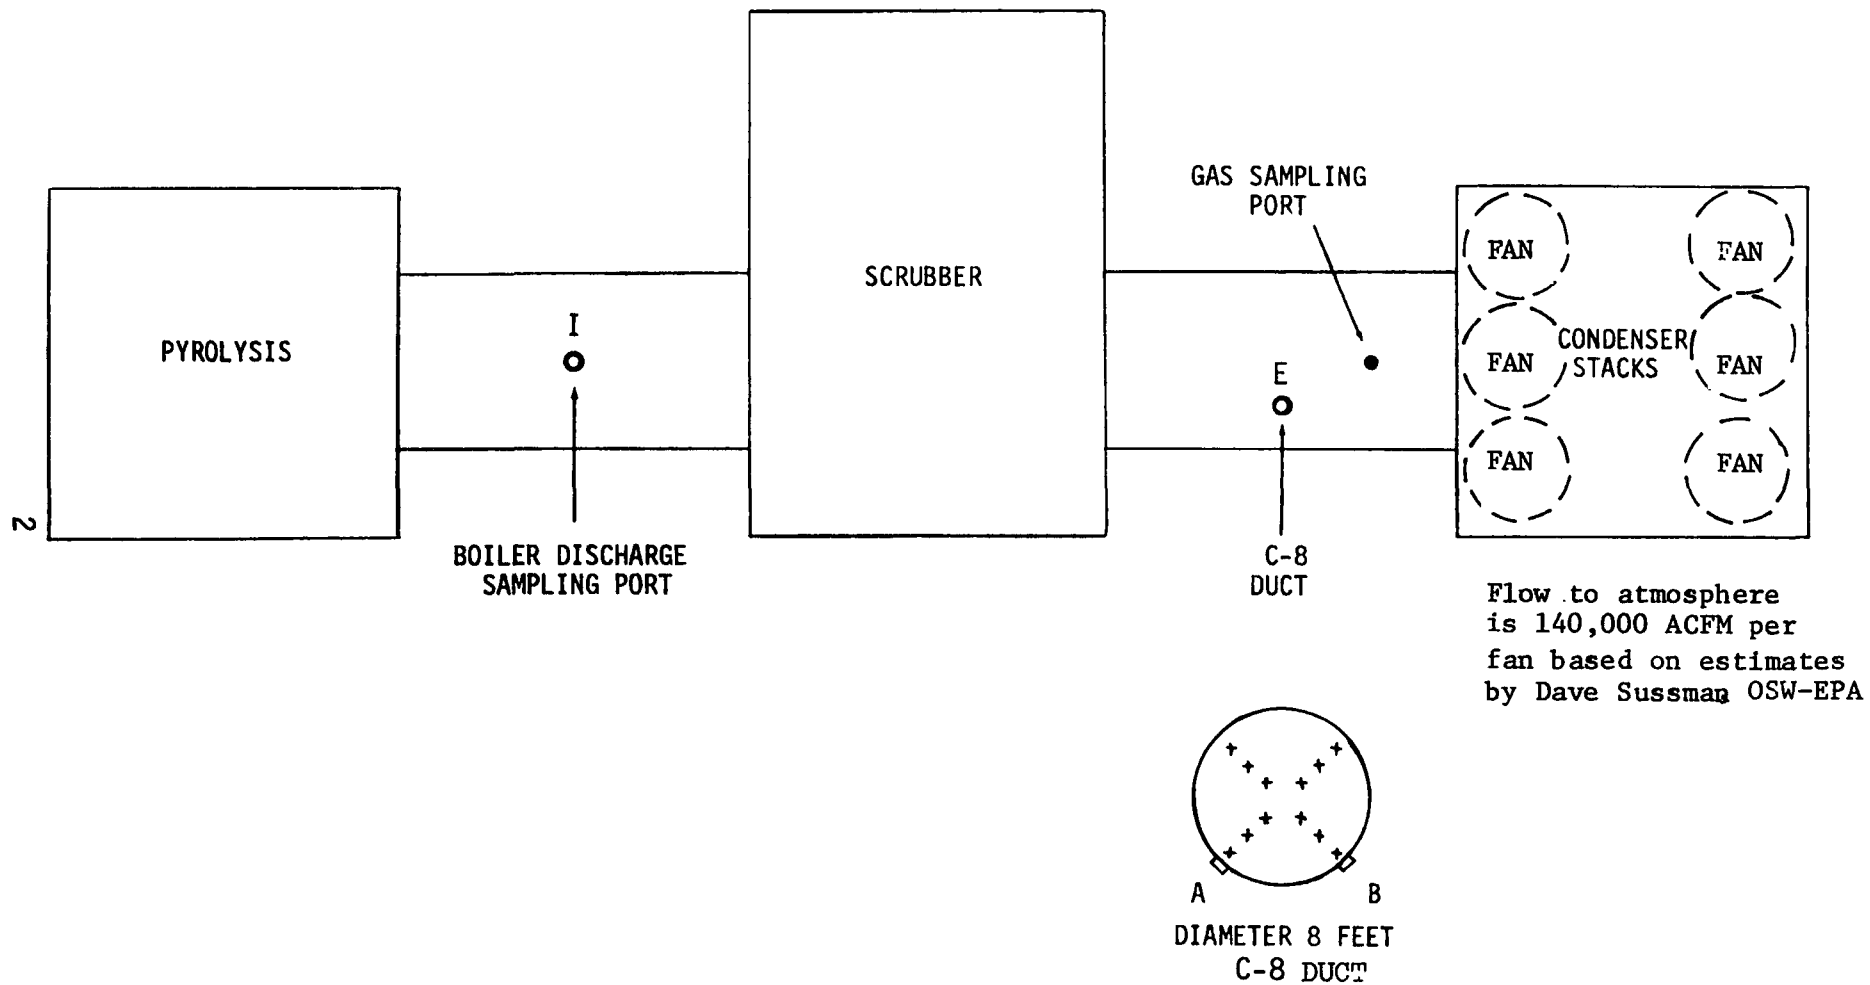 GAS SAMPLING
PORT
FAN
FAN
SCRUBBER
I
PYROLYSIS
CONDENSER
STACKS
FAN
FAN
E
FAN
FAN
2
BOILER DISCHARGE
SAMPLING PORT
C-8
DUCT
Flow to atmosphere
is 140,000 ACFM per
fan based on estimates
by Dave Sussman OSW-EPA
A
B
DIAMETER 8 FEET
C-8 DUCT